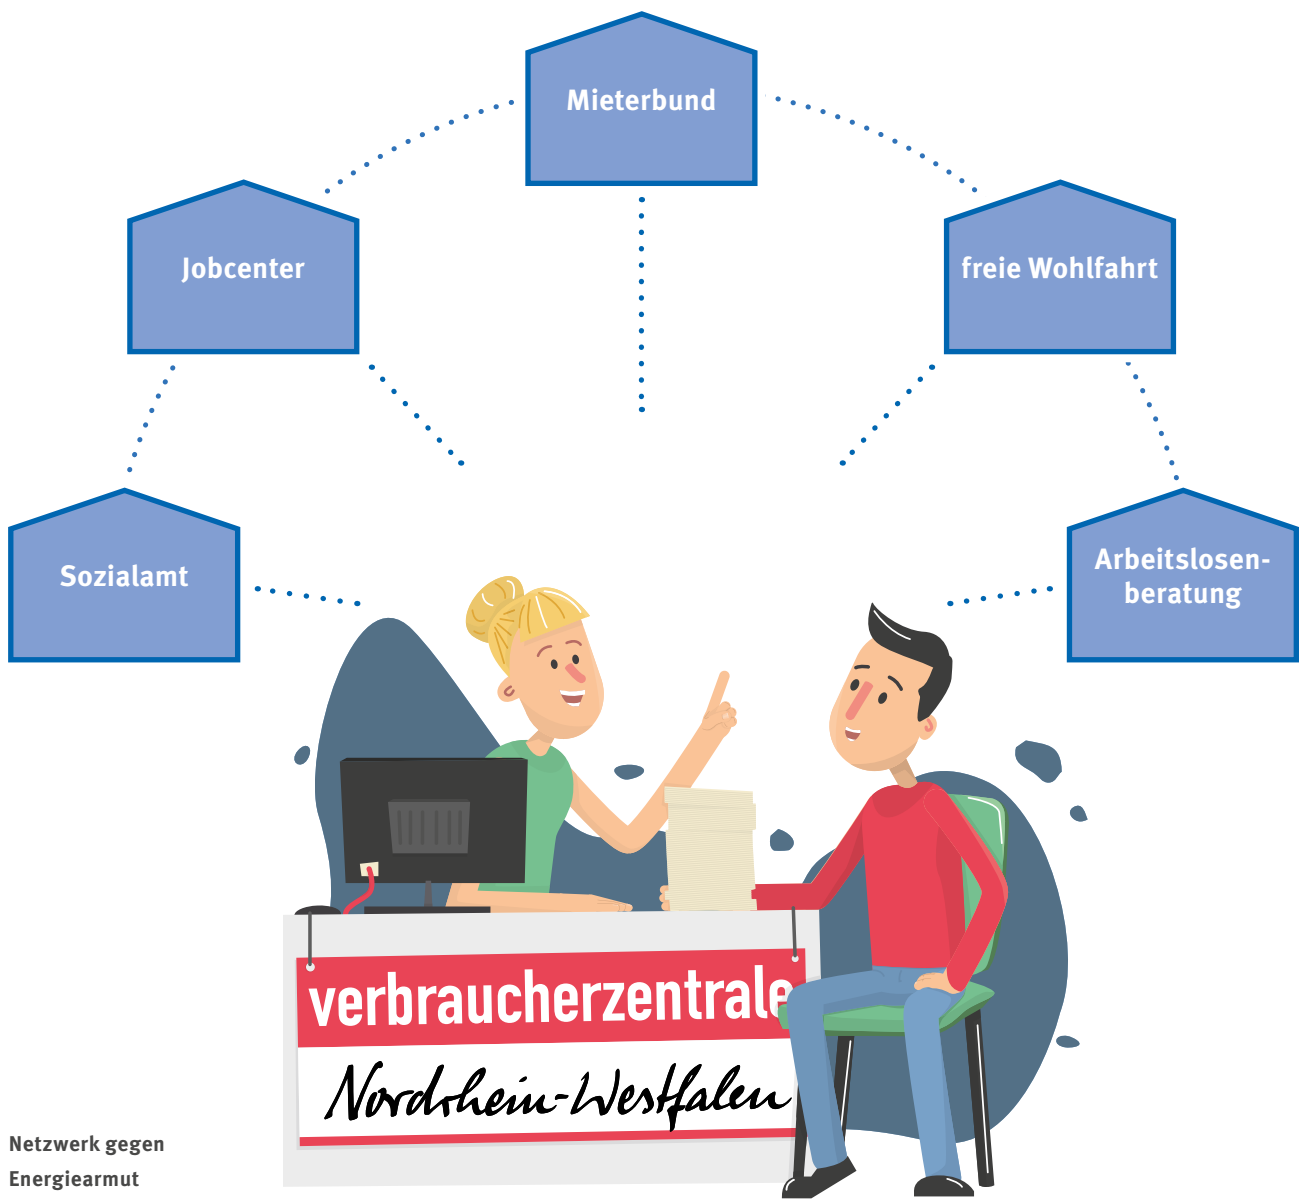 Mieterbund
Jobcenter
freie Wohlfahrt
Sozialamt
Arbeitslosen-
beratung
verbraucherzentrale
Nordrhein-Westfalen
Netzwerk gegen
Energiearmut